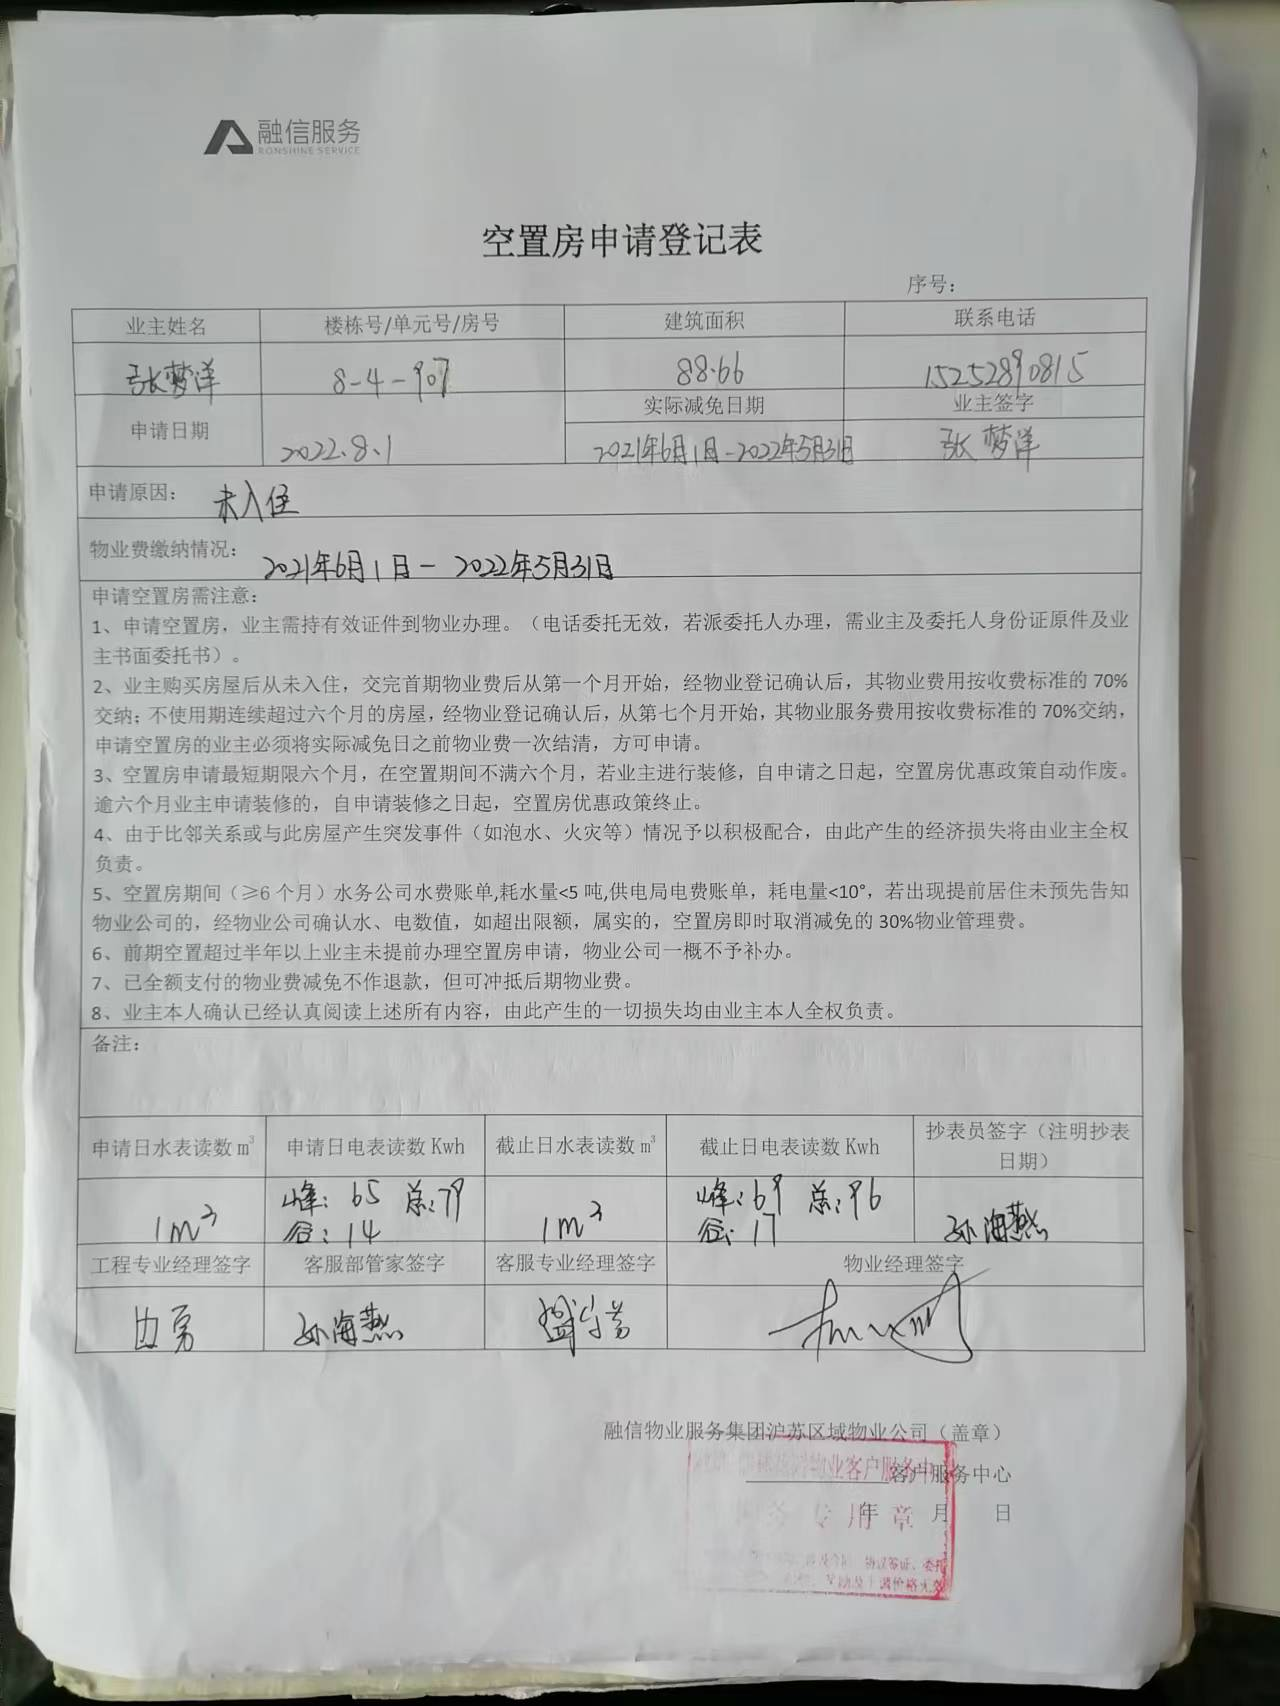 融信服务
RONSHINE SERVICE
空置房申请登记表
序号：
业主姓名 楼栋号/单元号/房号 建筑面积 联系电话
张梦洋 8-4-907 88.66 15252890815
实际减免日期 业主签字
申请日期 2022.8.1 2021年6月1日-2022年5月31日 张梦洋
申请原因： 未入住
物业费缴纳情况： 2021年6月1日-2022年5月31日
申请空置房需注意：
1、申请空置房，业主需持有效证件到物业办理。（电话委托无效，若派委托人办理，需业主及委托人身份证原件及业
主书面委托书）。
2、业主购买房屋后从未入住，交完首期物业费后从第一个月开始，经物业登记确认后，其物业费用按收费标准的 70%
交纳；不使用期连续超过六个月的房屋，经物业登记确认后，从第七个月开始，其物业服务费用按收费标准的 70%交纳，
申请空置房的业主必须将实际减免日之前物业费一次结清，方可申请。
3、空置房申请最短期限六个月，在空置期间不满六个月，若业主进行装修，自申请之日起，空置房优惠政策自动作废。
逾六个月业主申请装修的，自申请装修之日起，空置房优惠政策终止。
4、由于比邻关系或与此房屋产生突发事件（如泡水、火灾等）情况予以积极配合，由此产生的经济损失将由业主全权
负责。
5、空置房期间（≥6 个月）水务公司水费账单,耗水量<5 吨,供电局电费账单，耗电量<10°，若出现提前居住未预先告知
物业公司的，经物业公司确认水、电数值，如超出限额，属实的，空置房即时取消减免的 30%物业管理费。
6、前期空置超过半年以上业主未提前办理空置房申请，物业公司一概不予补办。
7、已全额支付的物业费减免不作退款，但可冲抵后期物业费。
8、业主本人确认已经认真阅读上述所有内容，由此产生的一切损失均由业主本人全权负责。
备注：
申请日水表读数 m³ 申请日电表读数 Kwh 截止日水表读数 m³ 截止日电表读数 Kwh 抄表员签字（注明抄表
日期）
1m³ 峰：65 总：79 1m³ 峰：69 总：96 孙海燕
谷：14 谷：17
工程专业经理签字 客服部管家签字 客服专业经理签字 物业经理签字
边勇 孙海燕
融信物业服务集团沪苏区域物业公司（盖章）
物业客户服务中
客户服务中心
年 月 日
专用章
协议签证、委托